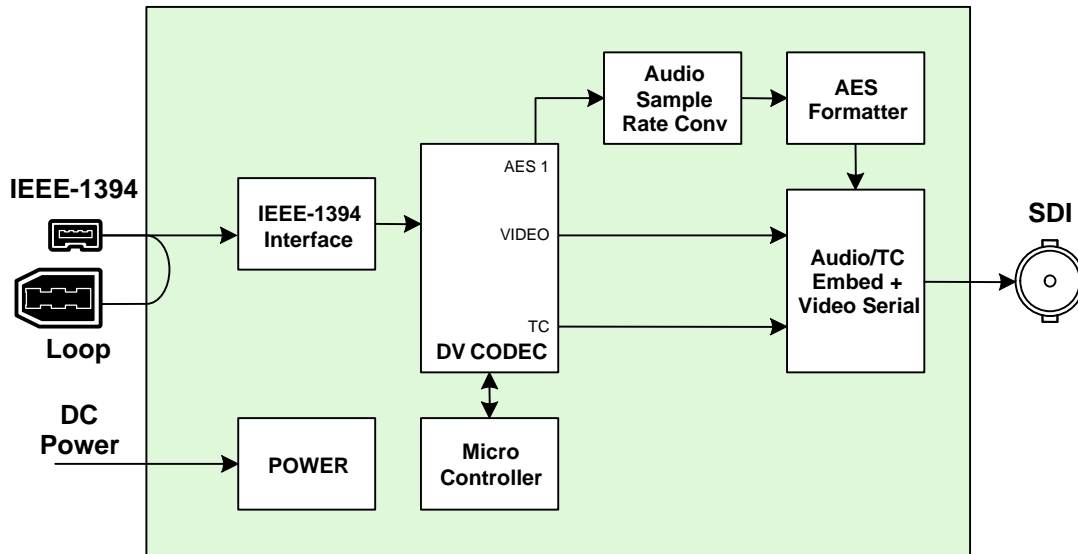 Audio
Sample
Rate Conv
AES
Formatter
AES 1
IEEE-1394
IEEE-1394
Interface
VIDEO
SDI
Audio/TC
Embed +
Video Serial
TC
DV CODEC
Loop
DC
Power
POWER
Micro
Controller